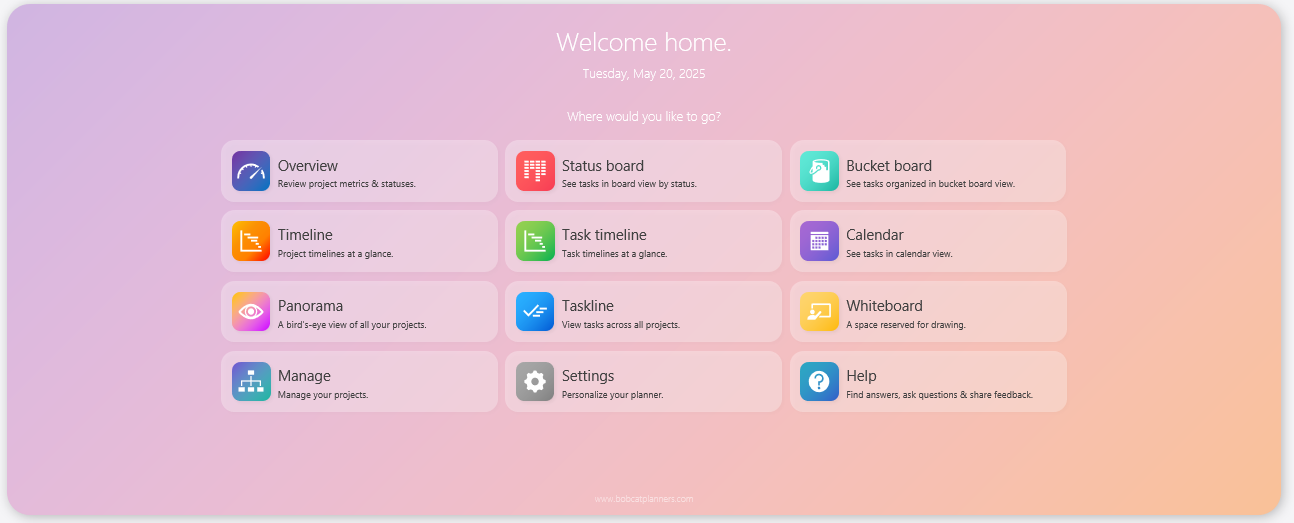 Welcome home.
Tuesday, May 20, 2025
Where would you like to go?
Overview
Review project metrics & statuses.
Status board
See tasks in board view by status.
Bucket board
See tasks organized in bucket board view.
Timeline
Project timelines at a glance.
Task timeline
Task timelines at a glance.
Calendar
See tasks in calendar view.
Panorama
A bird's-eye view of all your projects.
Taskline
View tasks across all projects.
Whiteboard
A space reserved for drawing.
Manage
Manage your projects.
Settings
Personalize your planner.
Help
Find answers, ask questions & share feedback.
www.bobcatplanners.com